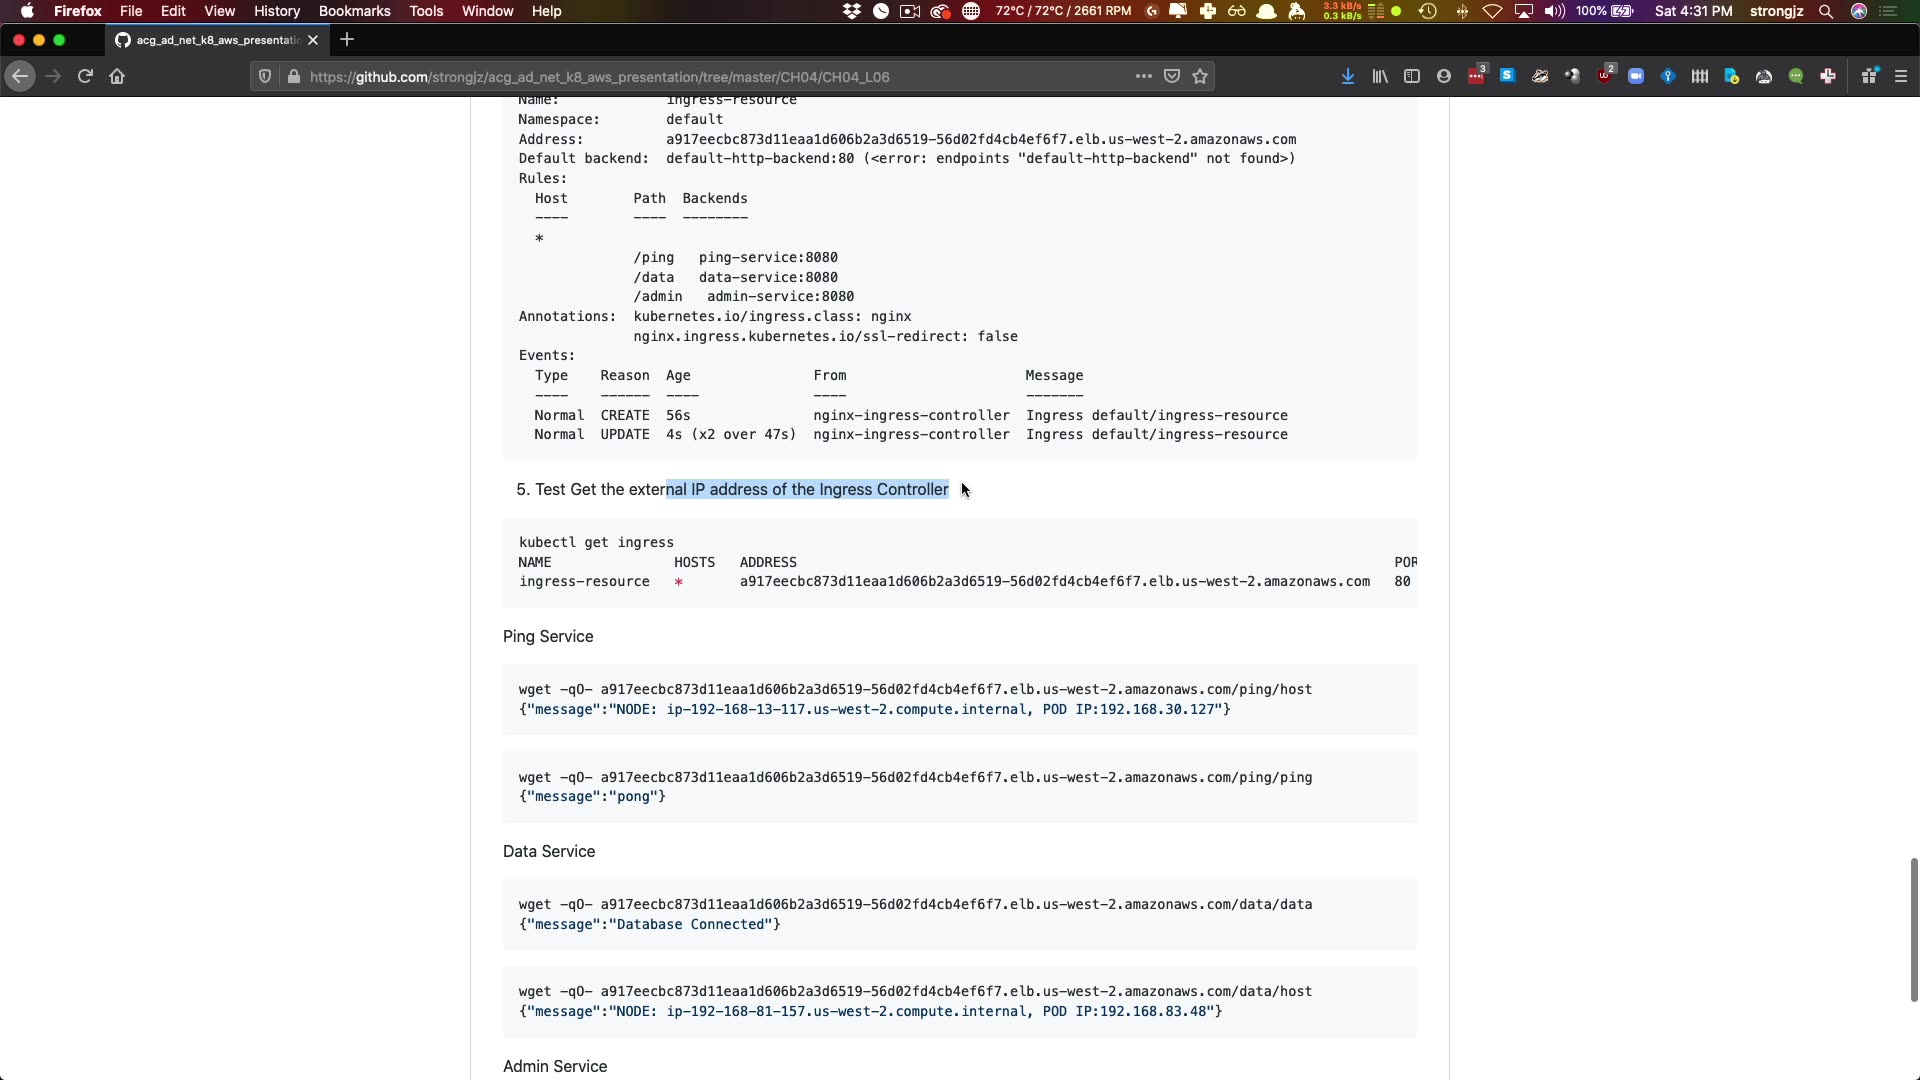 Firefox File Edit View History Bookmarks Tools Window Help 72°C / 72°C / 2661 RPM 3.3 kB/s 0.3 kB/s 100% Sat 4:31 PM strongjz
acg_ad_net_k8_aws_presentatio
https://github.com/strongjz/acg_ad_net_k8_aws_presentation/tree/master/CH04/CH04_L06
3
2
Name: ingress-resource
Namespace: default
Address: a917eecbc873d11eaa1d606b2a3d6519-56d02fd4cb4ef6f7.elb.us-west-2.amazonaws.com
Default backend: default-http-backend:80 (<error: endpoints "default-http-backend" not found>)
Rules:
Host Path Backends
---- ---- --------
*
/ping ping-service:8080
/data data-service:8080
/admin admin-service:8080
Annotations: kubernetes.io/ingress.class: nginx
nginx.ingress.kubernetes.io/ssl-redirect: false
Events:
Type Reason Age From Message
---- ------ ---- ---- -------
Normal CREATE 56s nginx-ingress-controller Ingress default/ingress-resource
Normal UPDATE 4s (x2 over 47s) nginx-ingress-controller Ingress default/ingress-resource
5. Test Get the external IP address of the Ingress Controller
kubectl get ingress
NAME HOSTS ADDRESS POR
ingress-resource * a917eecbc873d11eaa1d606b2a3d6519-56d02fd4cb4ef6f7.elb.us-west-2.amazonaws.com 80
Ping Service
wget -qO- a917eecbc873d11eaa1d606b2a3d6519-56d02fd4cb4ef6f7.elb.us-west-2.amazonaws.com/ping/host
{"message":"NODE: ip-192-168-13-117.us-west-2.compute.internal, POD IP:192.168.30.127"}
wget -qO- a917eecbc873d11eaa1d606b2a3d6519-56d02fd4cb4ef6f7.elb.us-west-2.amazonaws.com/ping/ping
{"message":"pong"}
Data Service
wget -qO- a917eecbc873d11eaa1d606b2a3d6519-56d02fd4cb4ef6f7.elb.us-west-2.amazonaws.com/data/data
{"message":"Database Connected"}
wget -qO- a917eecbc873d11eaa1d606b2a3d6519-56d02fd4cb4ef6f7.elb.us-west-2.amazonaws.com/data/host
{"message":"NODE: ip-192-168-81-157.us-west-2.compute.internal, POD IP:192.168.83.48"}
Admin Service